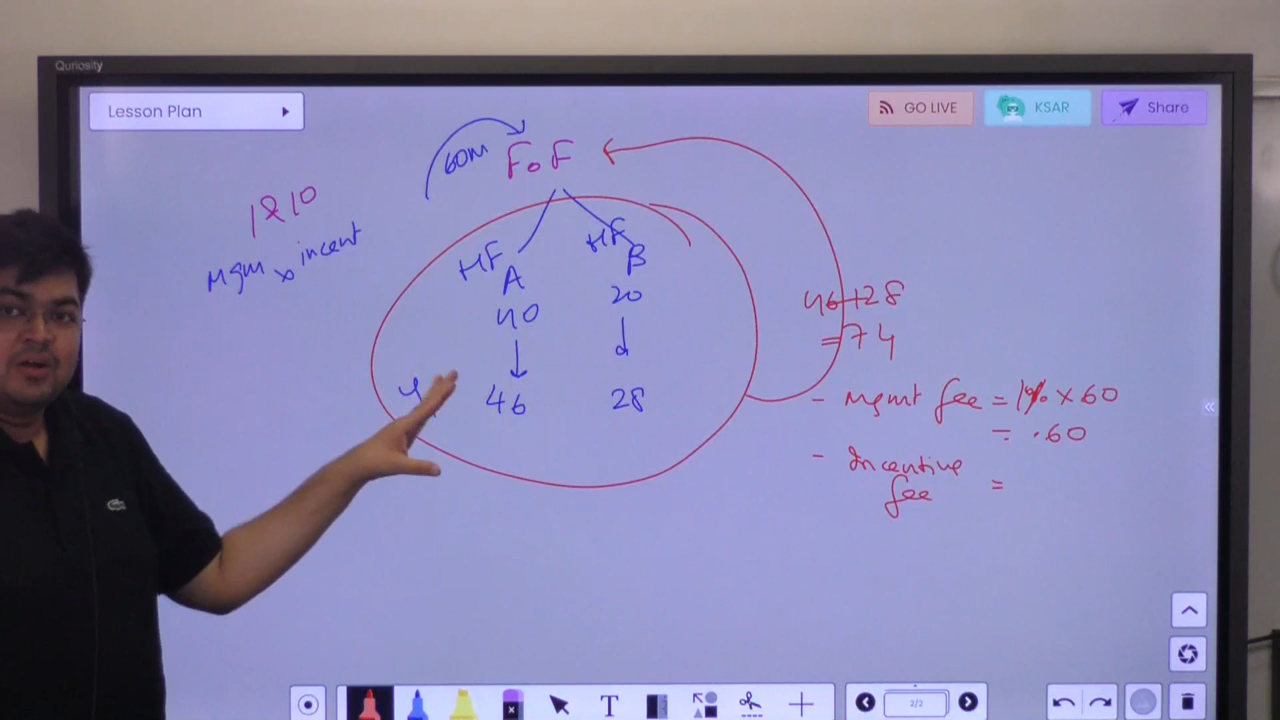 Quriosity
Lesson Plan
GO LIVE
KSAR
Share
60m
FoF
1&10
Mgm x incent
HF A
HF B
40
20
46
28
46+28
=74
- Mgmt fee = 1% x 60
= .60
- Incentive fee =
2/2